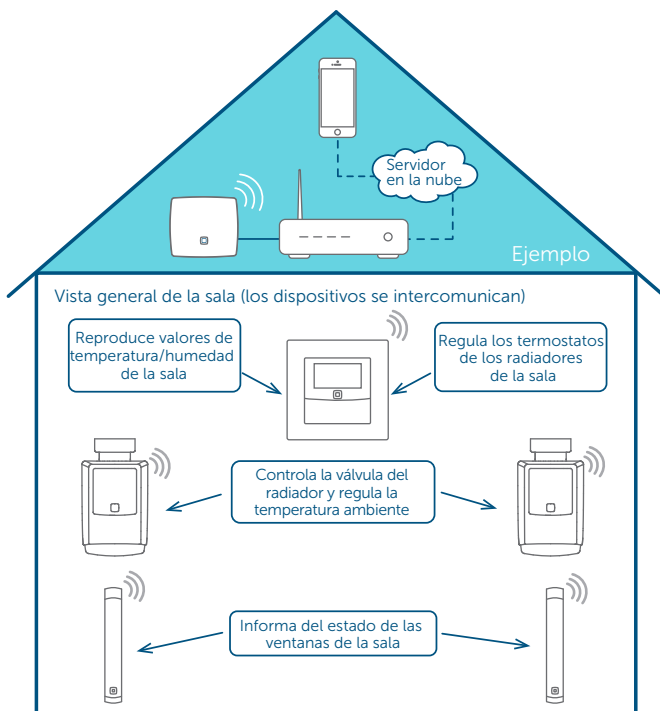 Servidor
en la nube
Ejemplo
Vista general de la sala (los dispositivos se intercomunican)
Reproduce valores de
temperatura/humedad
de la sala
Regula los termostatos
de los radiadores
de la sala
Controla la válvula del
radiador y regula la
temperatura ambiente
Informa del estado de las
ventanas de la sala